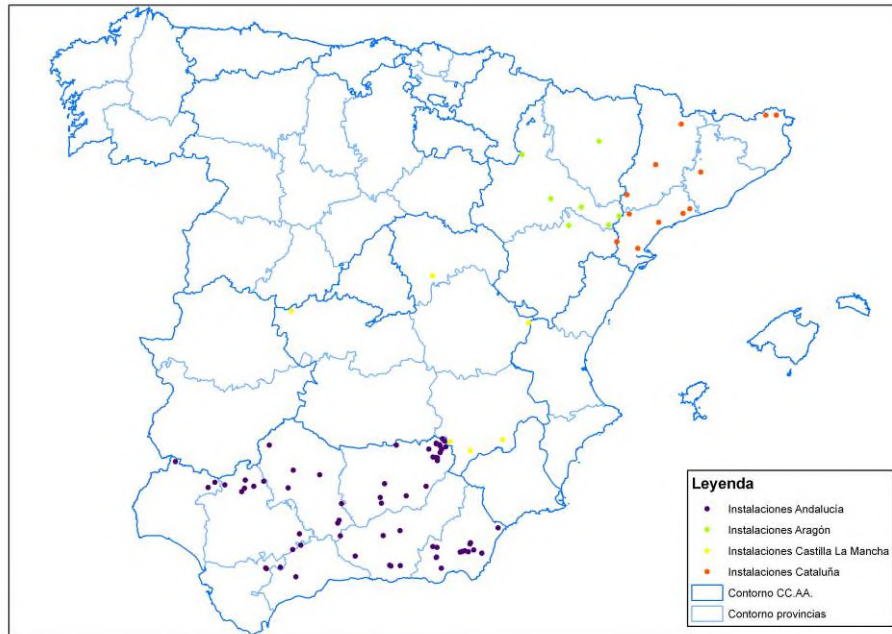 Leyenda
Instalaciones Andalucía
Instalaciones Aragón
Instalaciones Castilla La Mancha
Instalaciones Cataluña
Contorno CC.AA.
Contorno provincias